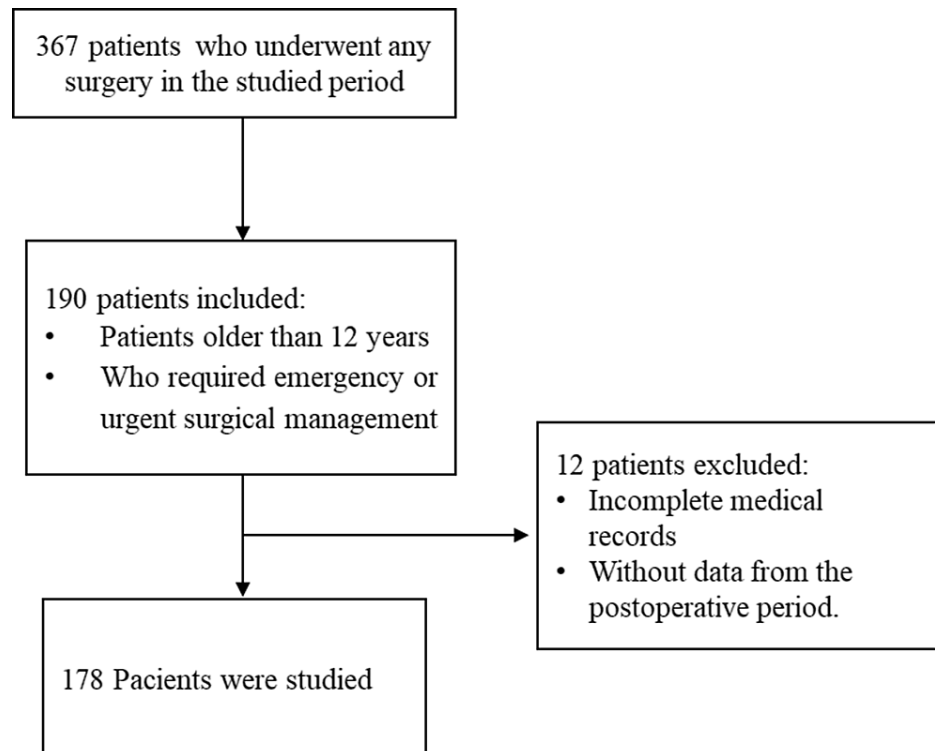 367 patients who underwent any
surgery in the studied period
190 patients included:
• Patients older than 12 years
• Who required emergency or
urgent surgical management
12 patients excluded:
• Incomplete medical
records
• Without data from the
postoperative period.
178 Pacients were studied